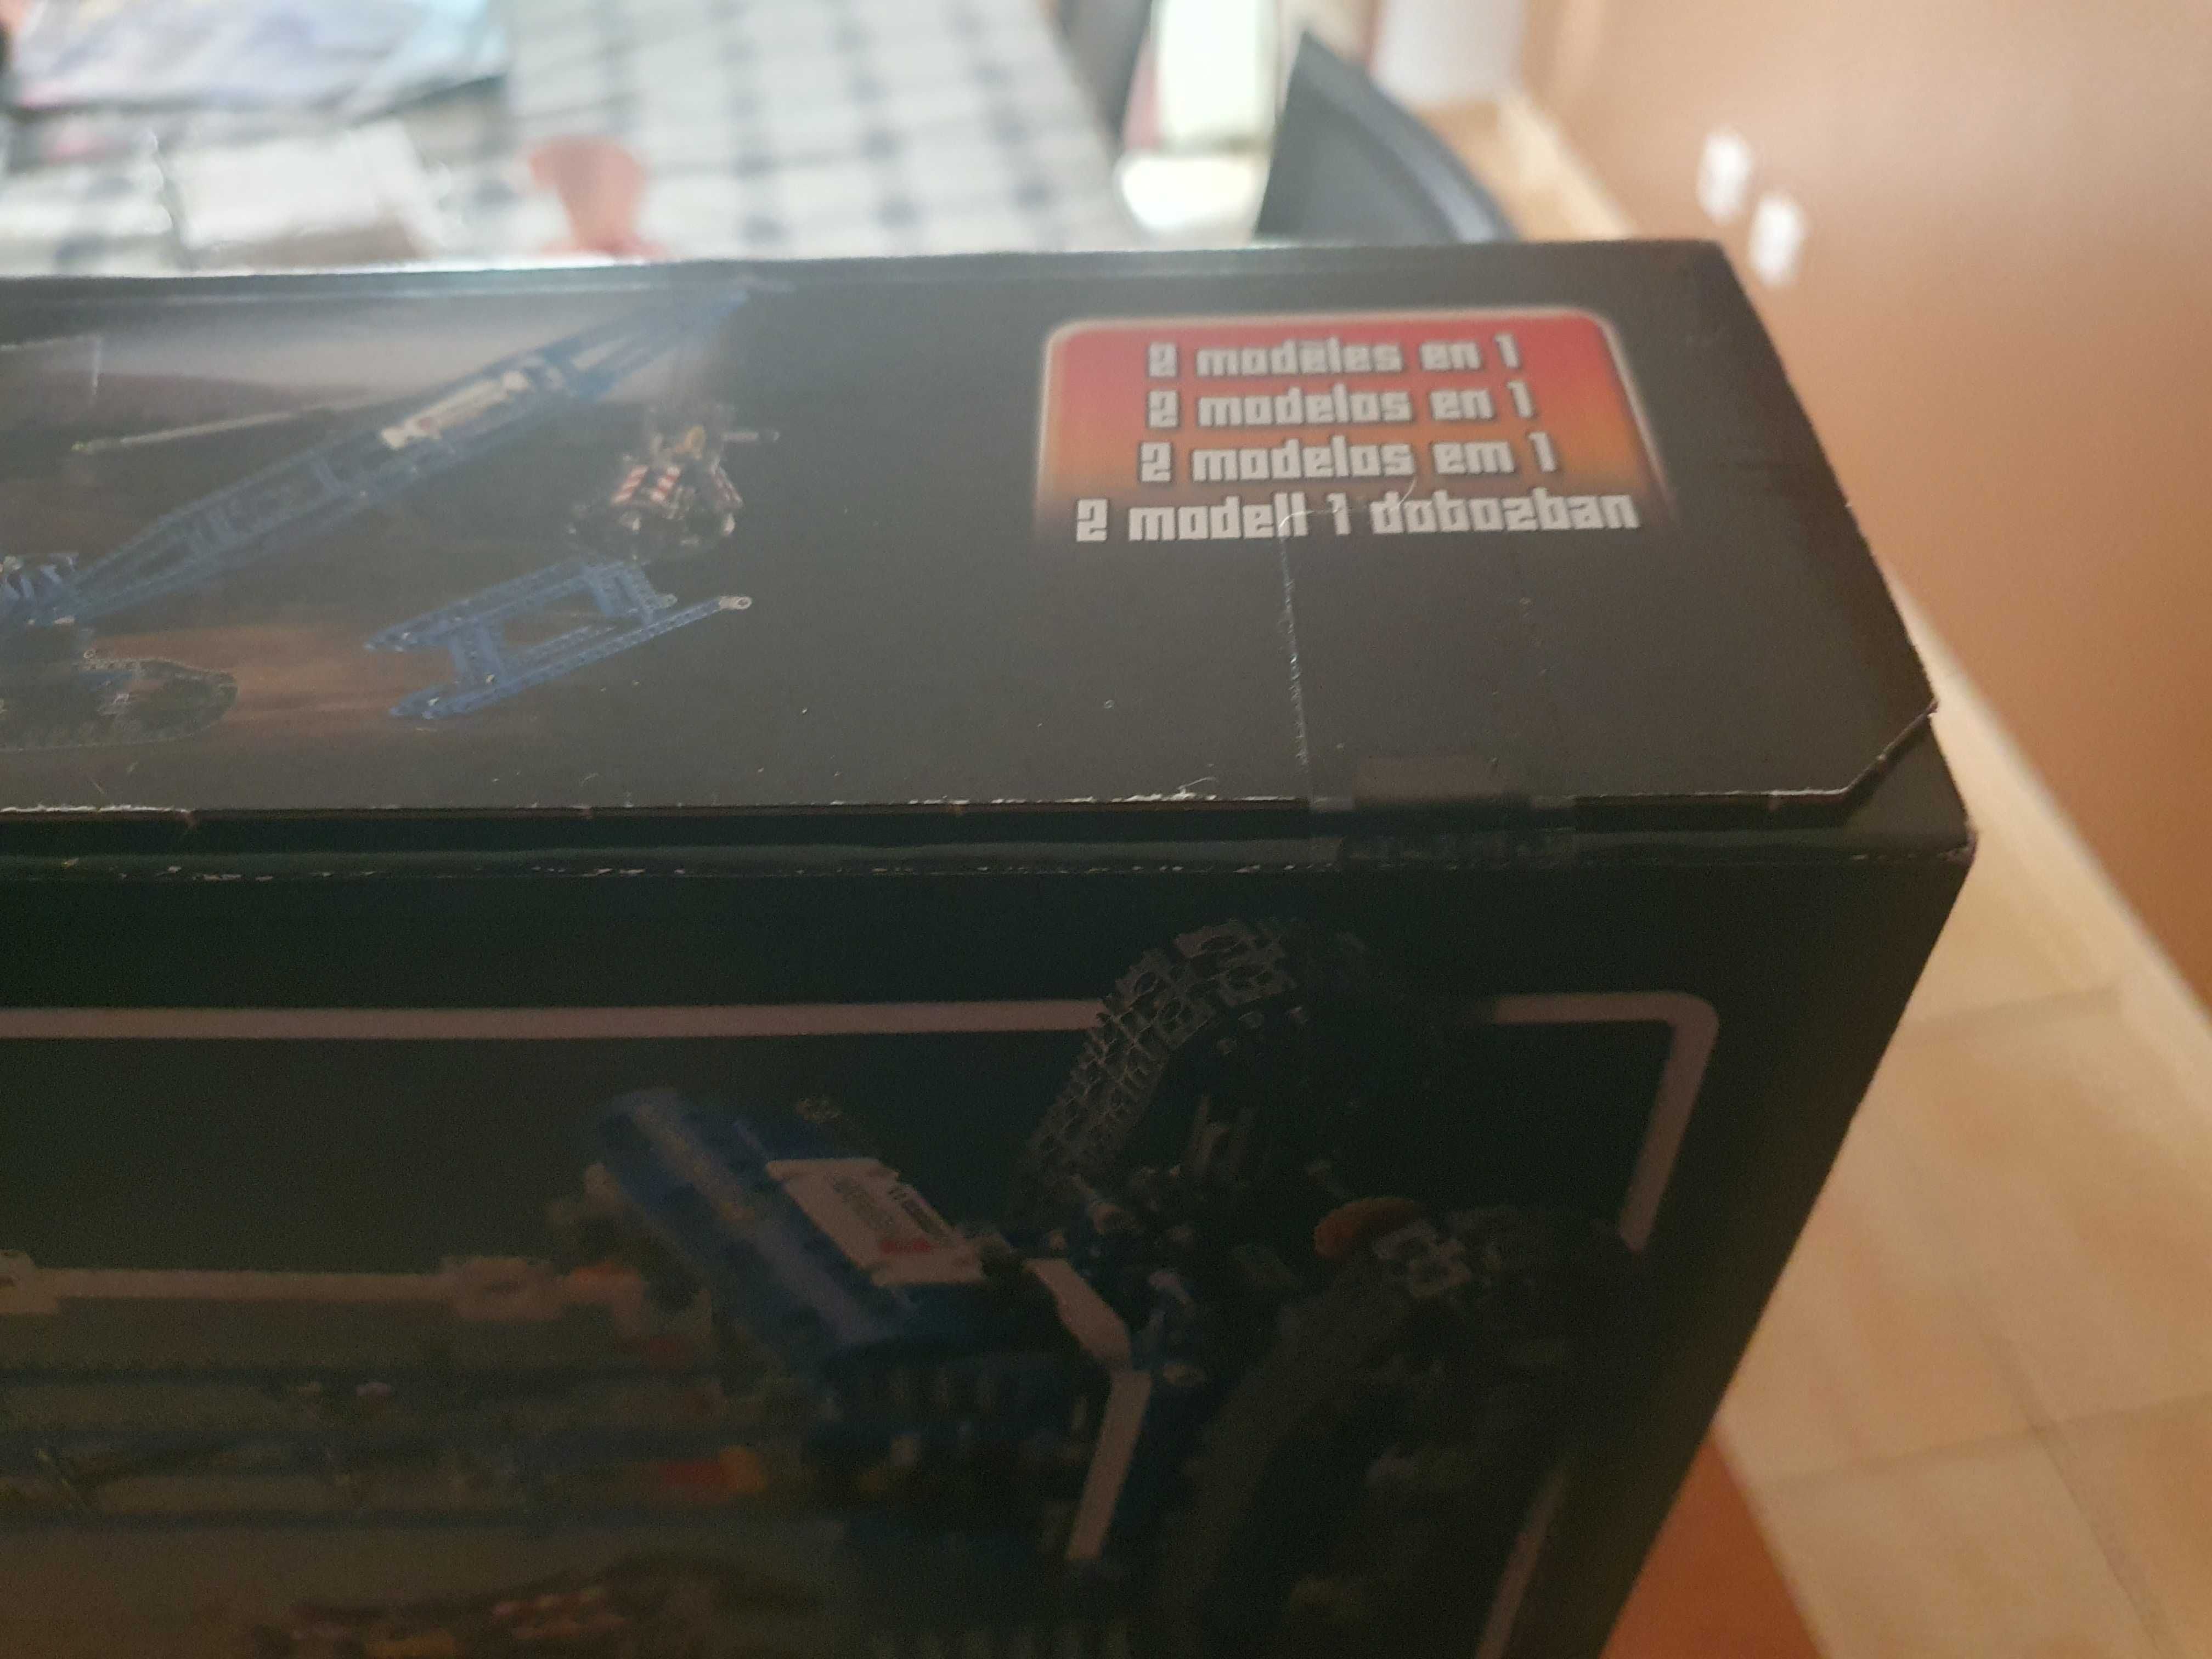 2 modèles en 1
2 modelos en 1
2 modelos em 1
2 modell 1 dobozban